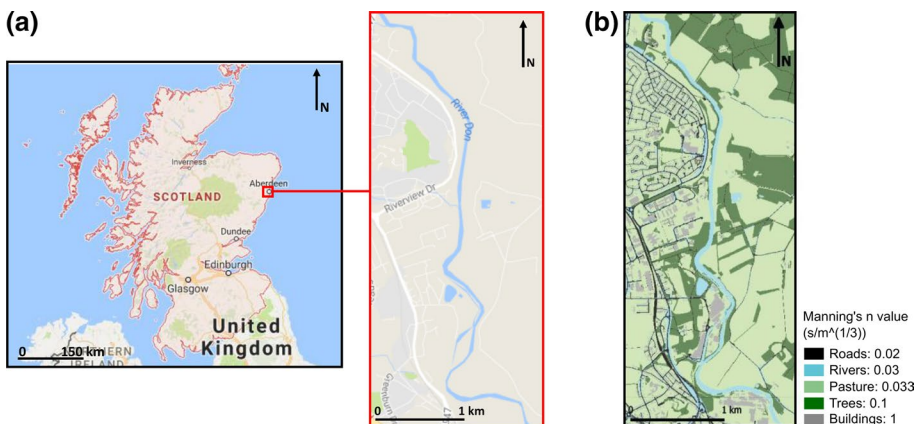 (a)
N
Inverness
Aberdeen
SCOTLAND
Dundee
Edinburgh
Glasgow
United
Kingdom
0 150 km
IRELAND
N
River Don
Riverview Dr
Greenburn
0 1 km
(b)
N
0 1 km
Manning's n value
(s/m^(1/3))
Roads: 0.02
Rivers: 0.03
Pasture: 0.033
Trees: 0.1
Buildings: 1